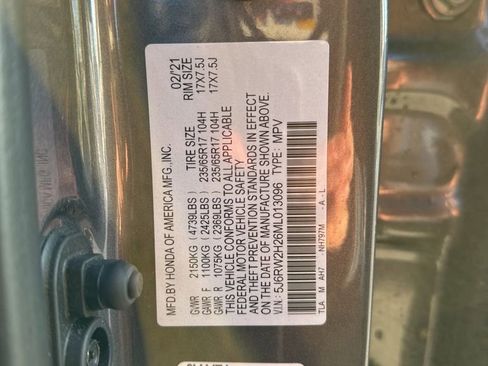 MFD.BY HONDA OF AMERICA MFG.,INC. 02/'21
TIRE SIZE RIM SIZE
GVWR 2150KG (4739LBS)
GAWR F 1100KG (2425LBS) 235/65R17 104H 17X7.5J
GAWR R 1075KG (2369LBS) 235/65R17 104H 17X7.5J
THIS VEHICLE CONFORMS TO ALL APPLICABLE
FEDERAL MOTOR VEHICLE SAFETY
AND THEFT PREVENTION STANDARDS IN EFFECT
ON THE DATE OF MANUFACTURE SHOWN ABOVE.
V.I.N: 5J6RW2H26ML013096 TYPE: MPV
TLA M AH7 NH797M - A - L